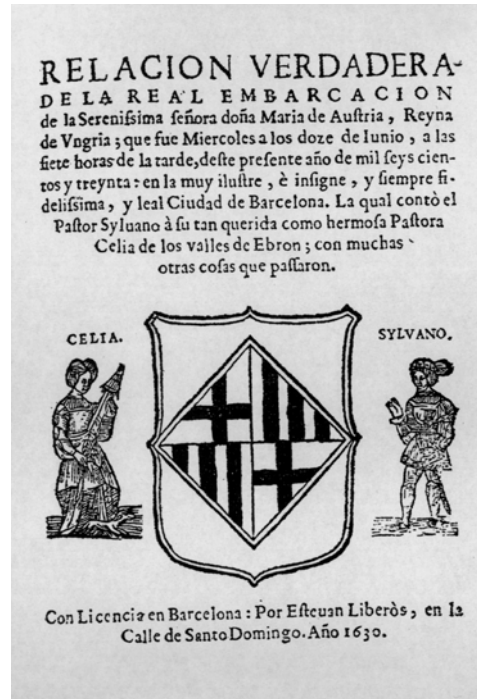 RELACION VERDADERA-
DE LA REAL EMBARCACION
de la Sereniſsima ſeñora doña Maria de Auſtria, Reyna
de Vngria; que fue Miercoles a los doze de Iunio, a las
ſiete horas de la tarde, deſte preſente año de mil ſeys cien-
tos y treynta: en la muy iluſtre, è inſigne, y ſiempre fi-
deliſsima, y leal Ciudad de Barcelona. La qual contò el
Paſtor Syluano à ſu tan querida como hermoſa Paſtora
Celia de los valles de Ebron; con muchas
otras coſas que paſſaron.
CELIA.
SYLVANO.
Con Licencia en Barcelona: Por Eſteuan Liberòs, en la
Calle de Santo Domingo. Año 1630.